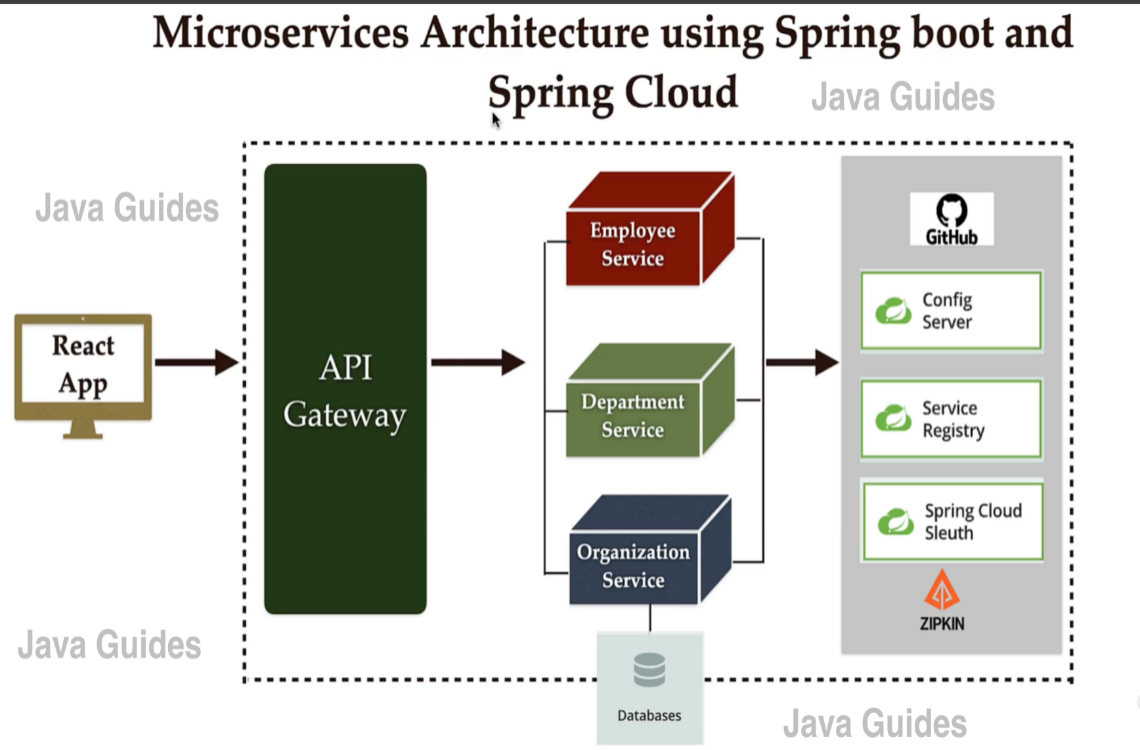 Microservices Architecture using Spring boot and
Spring Cloud
Java Guides
Java Guides
React
App
API
Gateway
Employee
Service
Department
Service
Organization
Service
Databases
GitHub
Config
Server
Service
Registry
Spring Cloud
Sleuth
ZIPKIN
Java Guides
Java Guides